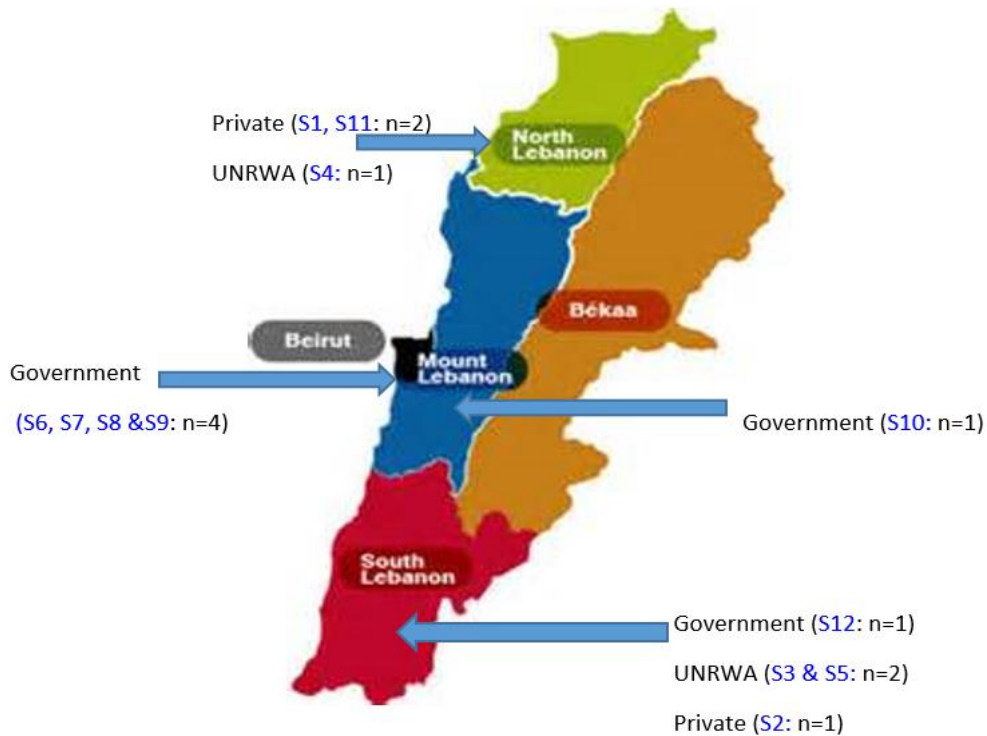 Private (S1, S11: n=2)
UNRWA (S4: n=1)
North
Lebanon
Békaa
Beirut
Mount
Lebanon
Government
(S6, S7, S8 &S9: n=4)
Government (S10: n=1)
South
Lebanon
Government (S12: n=1)
UNRWA (S3 & S5: n=2)
Private (S2: n=1)